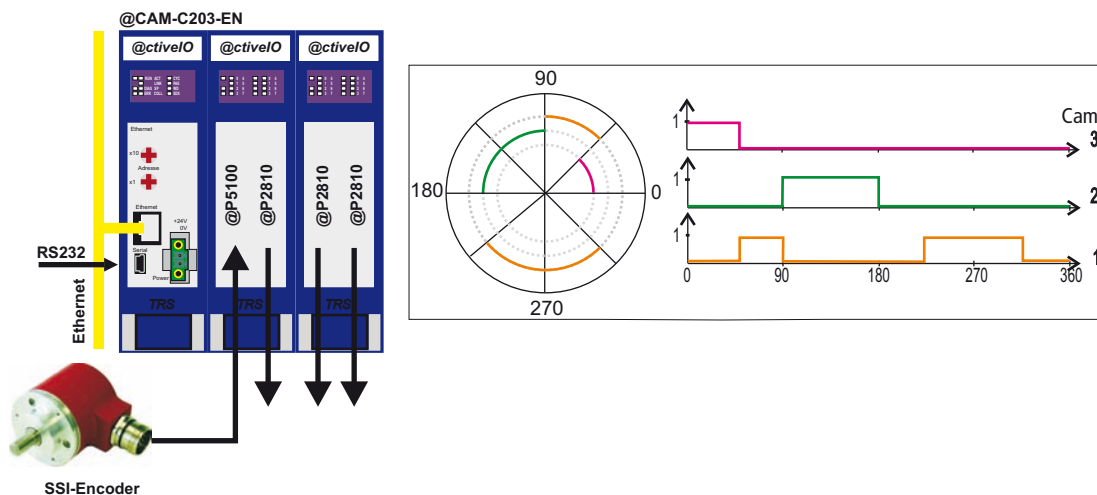 @CAM-C203-EN
@ctiveIO @ctiveIO @ctiveIO
Ethernet
x10
Adresse
x1
Ethernet
+24V
0V
Serial
Power
TRS TRS TRS
@P5100
@P2810
@P2810
@P2810
RS232
Ethernet
SSI-Encoder
90
180
0
270
Cam
1
3
1
2
1
1
0 90 180 270 360